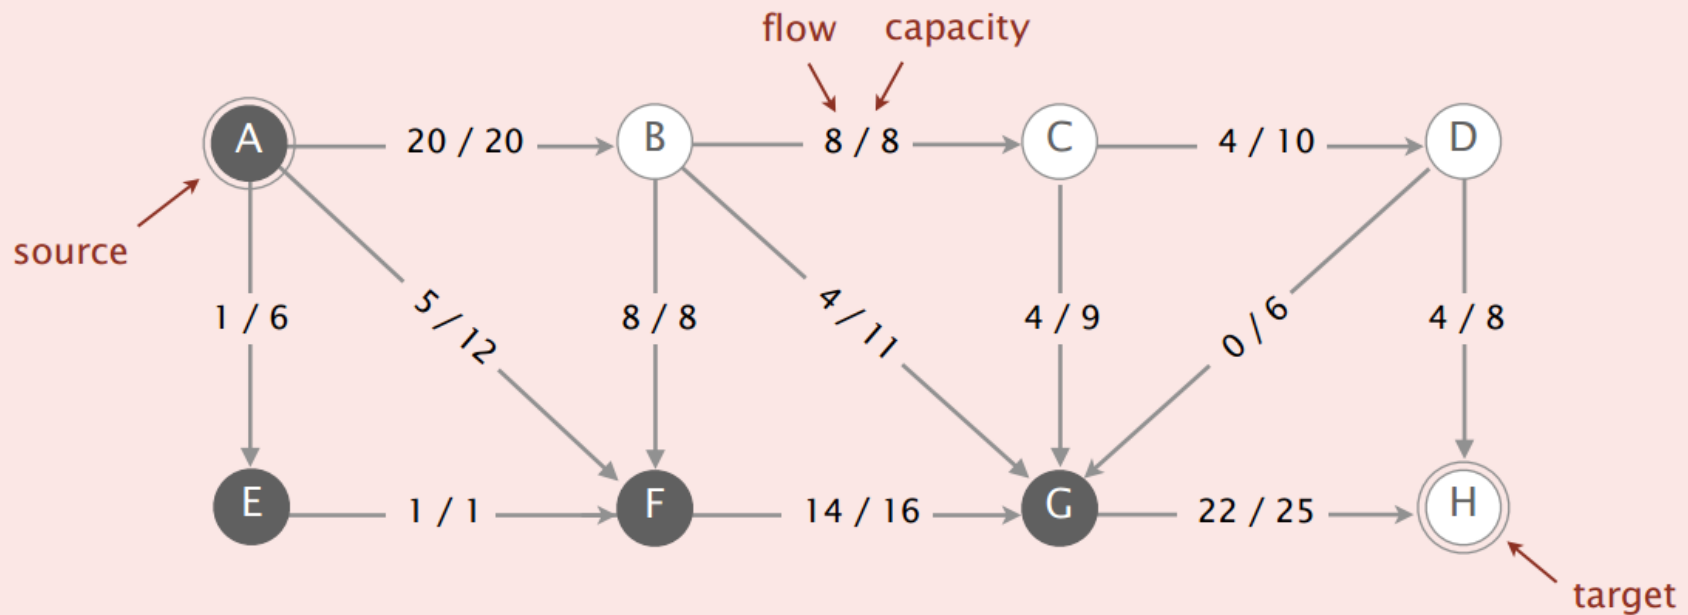 flow
capacity
A
20 / 20
B
8 / 8
C
4 / 10
D
source
1 / 6
5 / 12
8 / 8
4 / 11
4 / 9
0 / 6
4 / 8
E
1 / 1
F
14 / 16
G
22 / 25
H
target